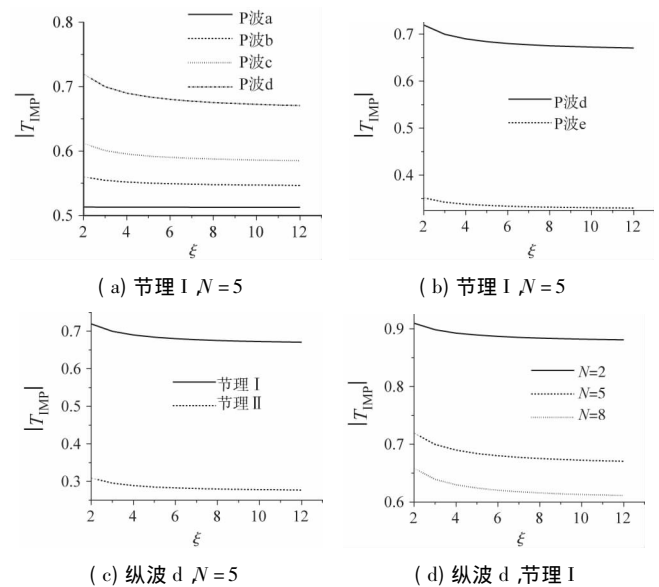 0.8
0.7
0.6
0.5
|T_IMP|
P波a
P波b
P波c
P波d
2 4 6 8 10 12
ξ
(a) 节理 I ,N = 5
0.7
0.6
0.5
0.4
|T_IMP|
P波d
P波e
2 4 6 8 10 12
ξ
(b) 节理 I ,N = 5
0.7
0.6
0.5
0.4
0.3
|T_IMP|
节理 I
节理 II
2 4 6 8 10 12
ξ
(c) 纵波 d ,N = 5
0.9
0.8
0.7
0.6
|T_IMP|
N=2
N=5
N=8
2 4 6 8 10 12
ξ
(d) 纵波 d ,节理 I